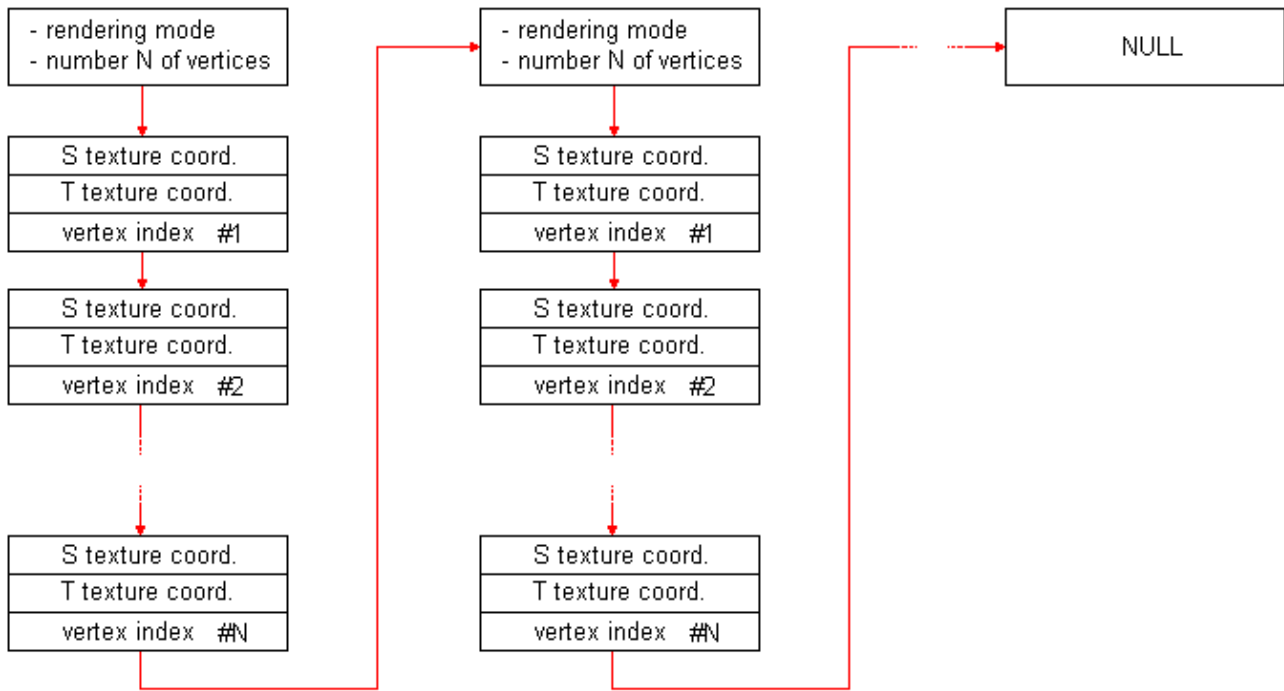 - rendering mode
- number N of vertices
S texture coord.
T texture coord.
vertex index #1
S texture coord.
T texture coord.
vertex index #2
S texture coord.
T texture coord.
vertex index #N
- rendering mode
- number N of vertices
S texture coord.
T texture coord.
vertex index #1
S texture coord.
T texture coord.
vertex index #2
S texture coord.
T texture coord.
vertex index #N
NULL